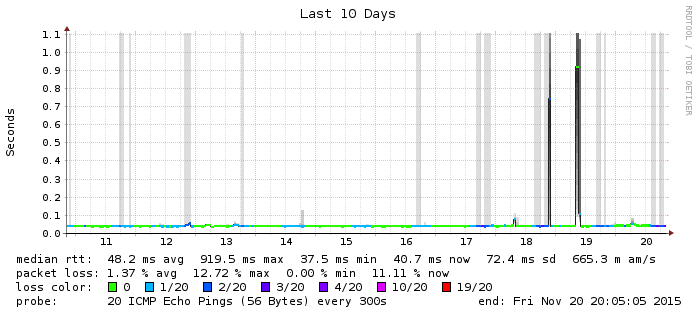 Last 10 Days
RRDTOOL / TOBI OETIKER
Seconds
1.1
1.0
0.9
0.8
0.7
0.6
0.5
0.4
0.3
0.2
0.1
0.0
11 12 13 14 15 16 17 18 19 20
median rtt: 48.2 ms avg 919.5 ms max 37.5 ms min 40.7 ms now 72.4 ms sd 665.3 m am/s
packet loss: 1.37 % avg 12.72 % max 0.00 % min 11.11 % now
loss color: 0 1/20 2/20 3/20 4/20 10/20 19/20
probe: 20 ICMP Echo Pings (56 Bytes) every 300s end: Fri Nov 20 20:05:05 2015